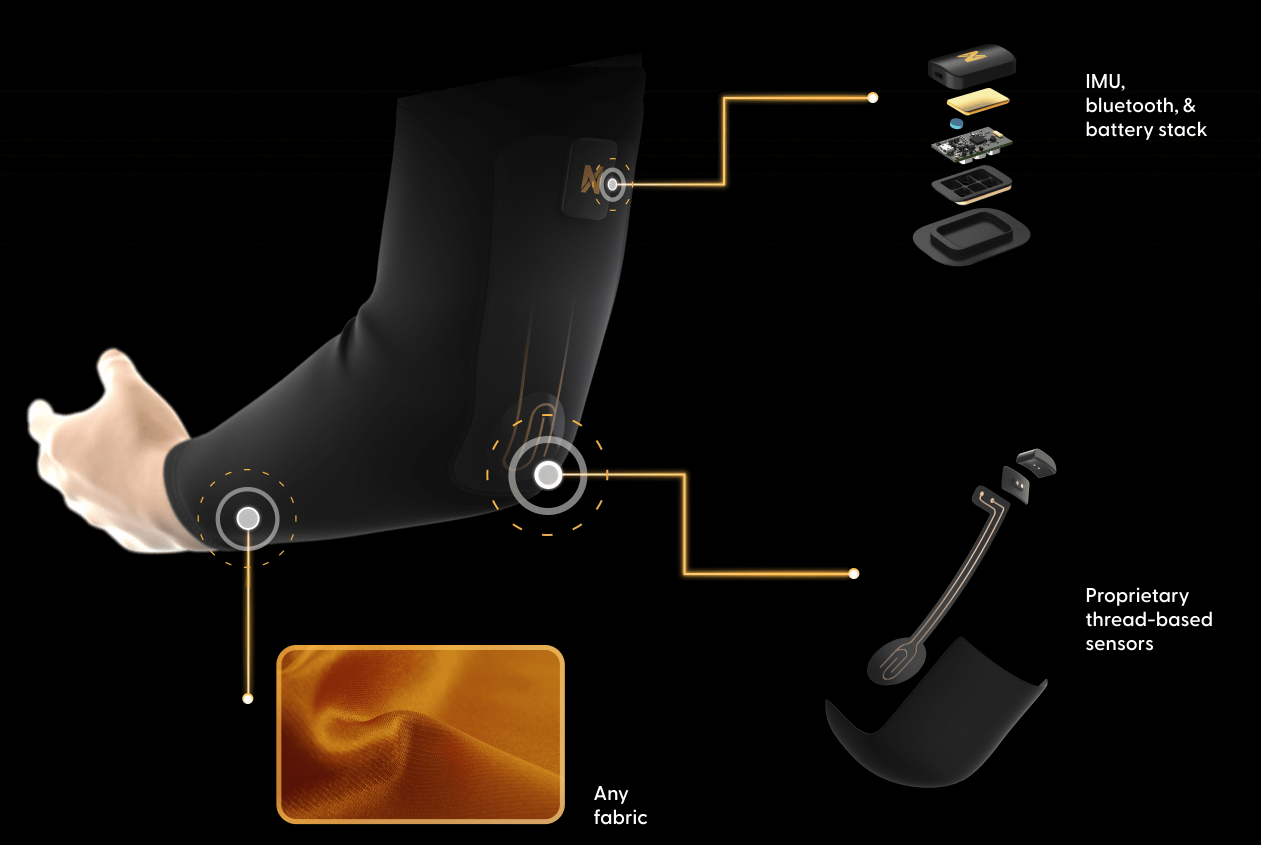 IMU,
bluetooth, &
battery stack
N
N
Proprietary
thread-based
sensors
Any
fabric